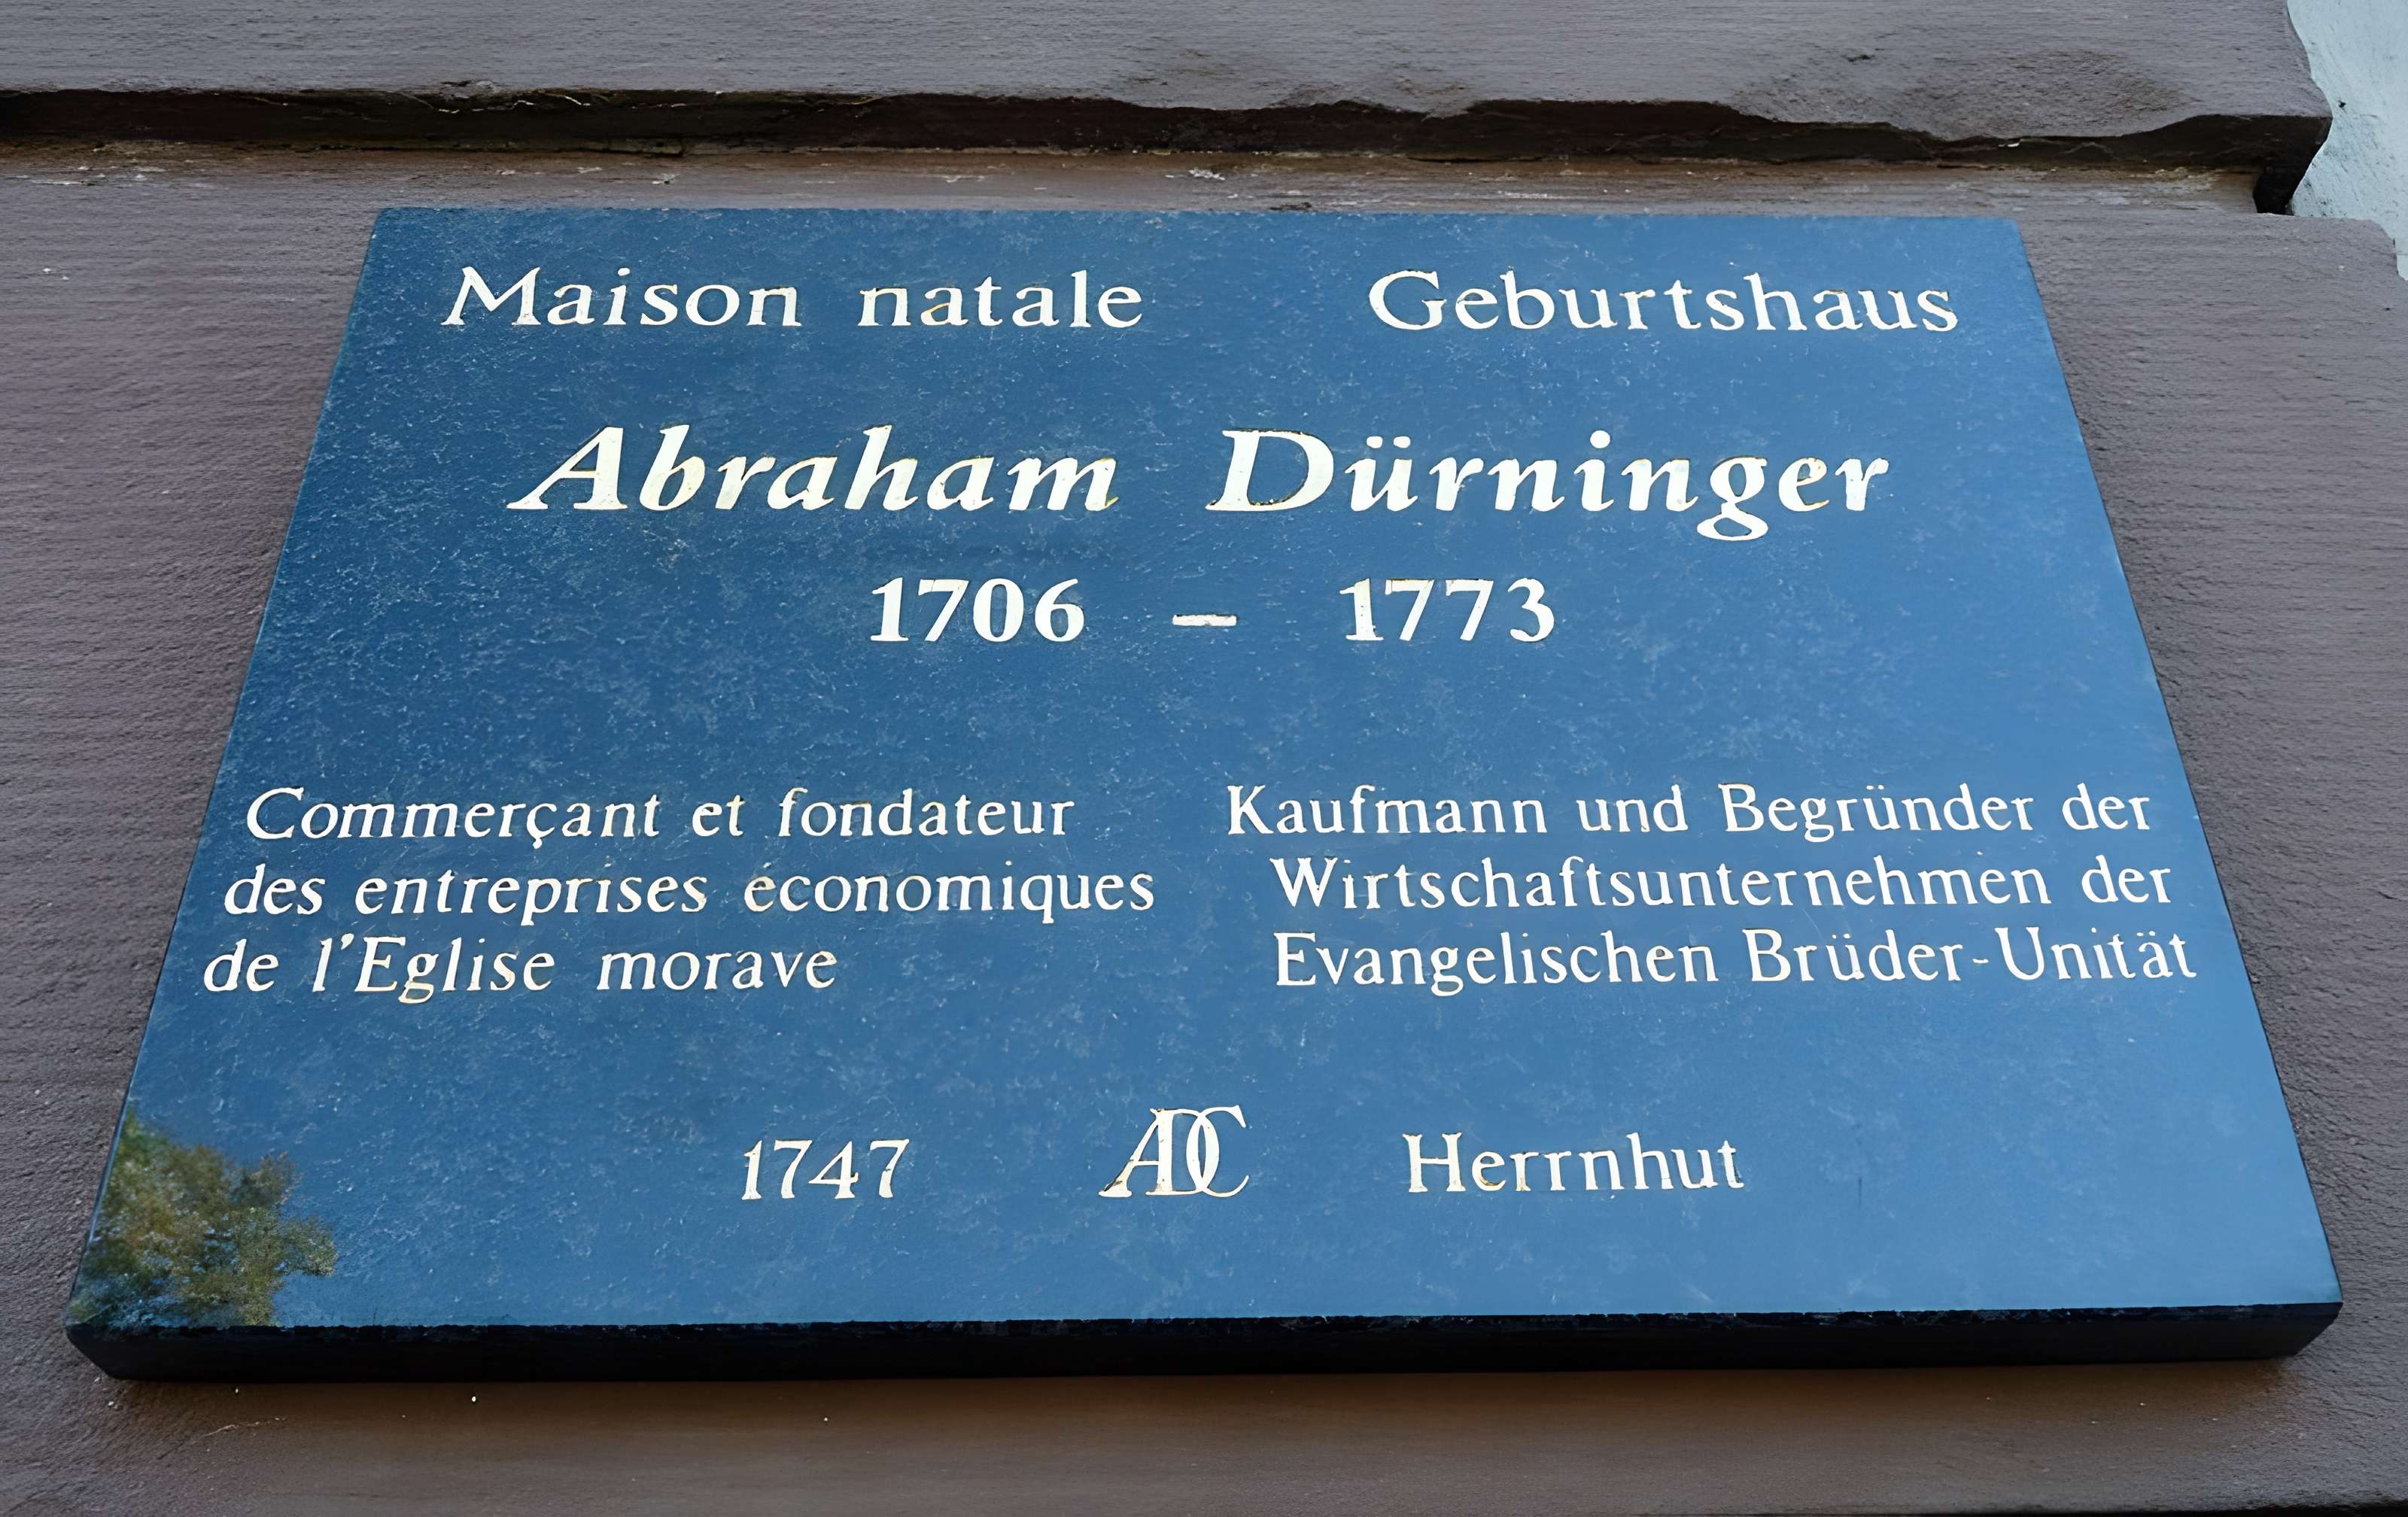 Maison natale Geburtshaus
Abraham Dürninger
1706 – 1773
Commerçant et fondateur
des entreprises économiques
de l'Eglise morave
Kaufmann und Begründer der
Wirtschaftsunternehmen der
Evangelischen Brüder-Unität
1747 ADC Herrnhut